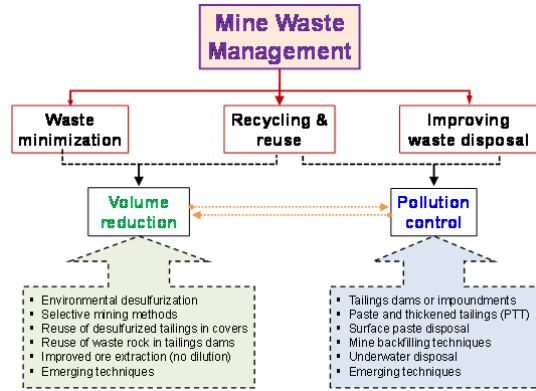 Mine Waste
Management
Waste
minimization
Recycling &
reuse
Improving
waste disposal
Volume
reduction
Pollution
control
▪ Environmental desulfurization
▪ Selective mining methods
▪ Reuse of desulfurized tailings in covers
▪ Reuse of waste rock in tailings dams
▪ Improved ore extraction (no dilution)
▪ Emerging techniques
▪ Tailings dams or impoundments
▪ Paste and thickened tailings (PTT)
▪ Surface paste disposal
▪ Mine backfilling techniques
▪ Underwater disposal
▪ Emerging techniques